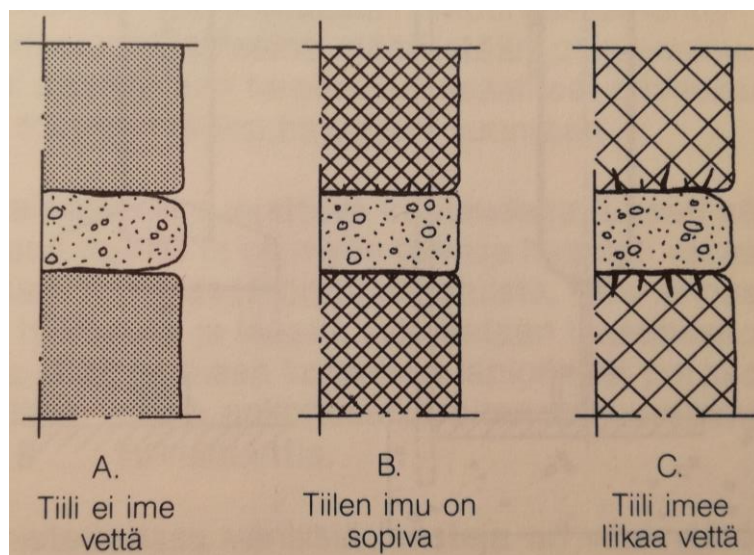 A.
Tiili ei ime
vettä
B.
Tiilen imu on
sopiva
C.
Tiili imee
liikaa vettä